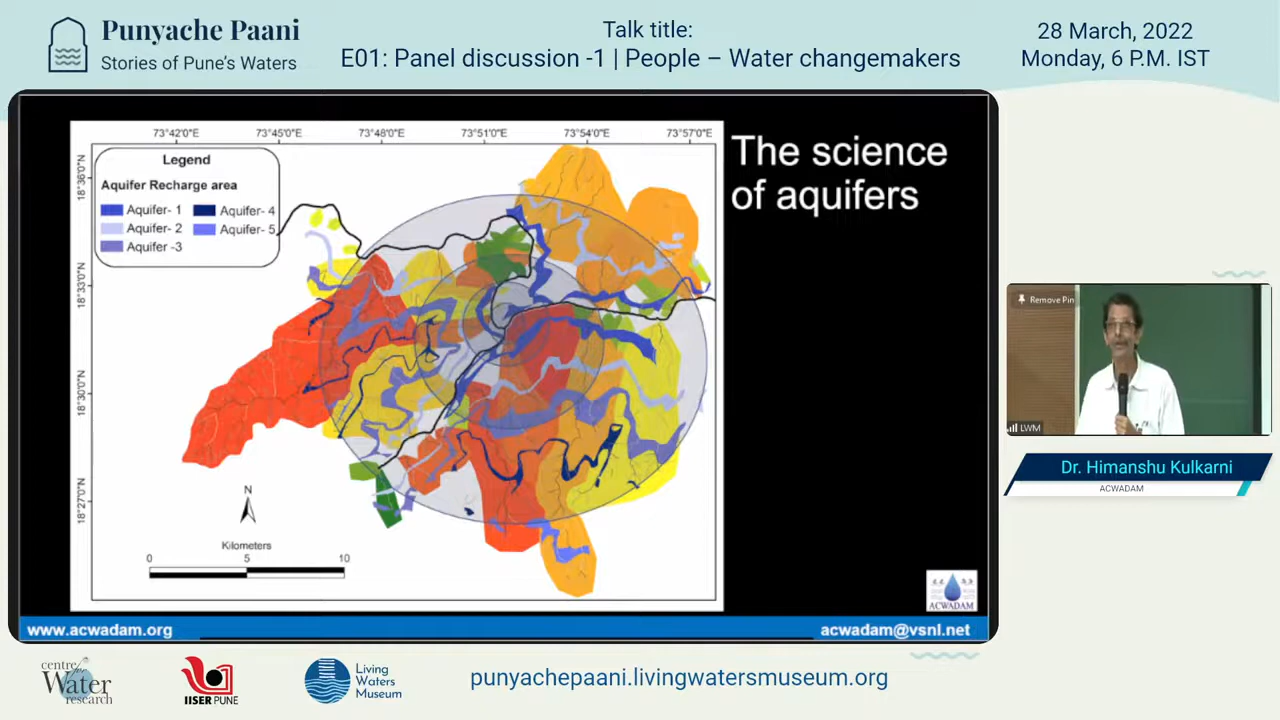 Punyache Paani
Stories of Pune's Waters
Talk title:
E01: Panel discussion -1 | People – Water changemakers
28 March, 2022
Monday, 6 P.M. IST
73°42'0"E 73°45'0"E 73°48'0"E 73°51'0"E 73°54'0"E 73°57'0"E
18°36'0"N
18°33'0"N
18°30'0"N
18°27'0"N
Legend
Aquifer Recharge area
Aquifer- 1
Aquifer- 4
Aquifer- 2
Aquifer- 5
Aquifer -3
N
Kilometers
0 5 10
The science
of aquifers
ACWADAM
www.acwadam.org
acwadam@vsnl.net
Remove Pin
LWM
Dr. Himanshu Kulkarni
ACWADAM
centre
for
Water
research
IISER PUNE
Living
Waters
Museum
punyachepaani.livingwatersmuseum.org